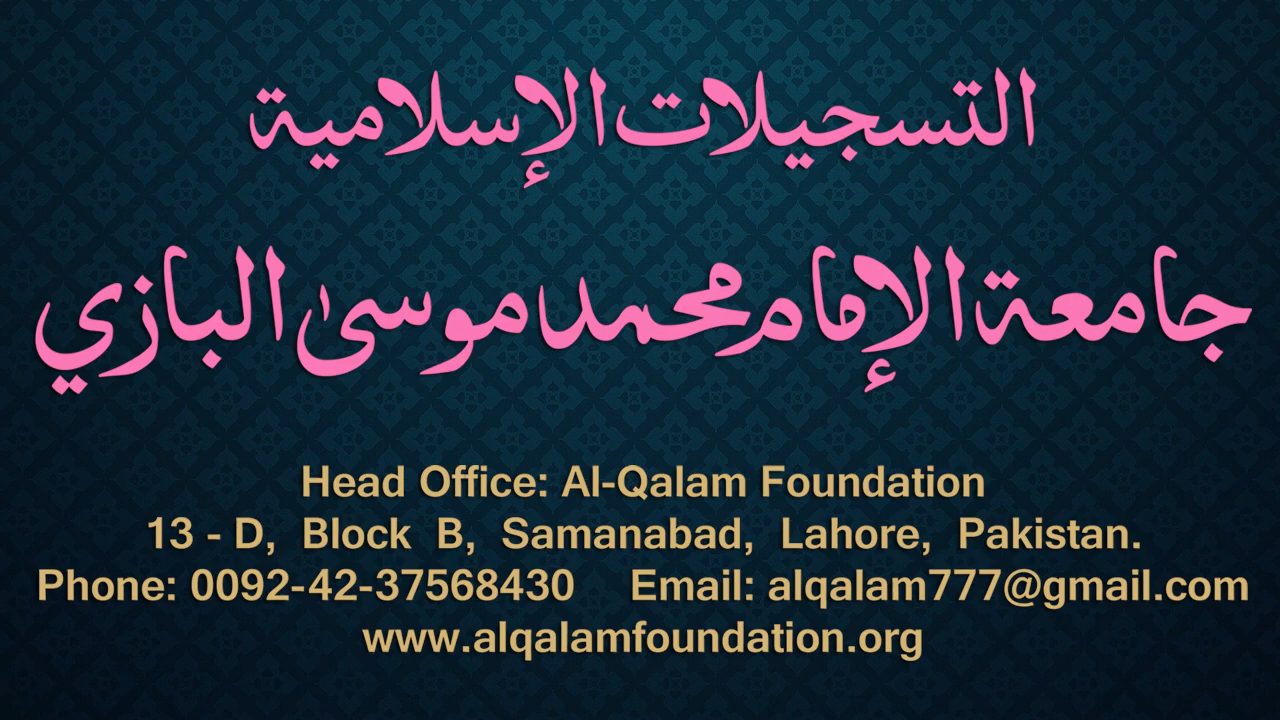 التسجيلات الإسلامية
جامعة الإمام محمد موسىٰ البازي
Head Office: Al-Qalam Foundation
13 - D, Block B, Samanabad, Lahore, Pakistan.
Phone: 0092-42-37568430 Email: alqalam777@gmail.com
www.alqalamfoundation.org